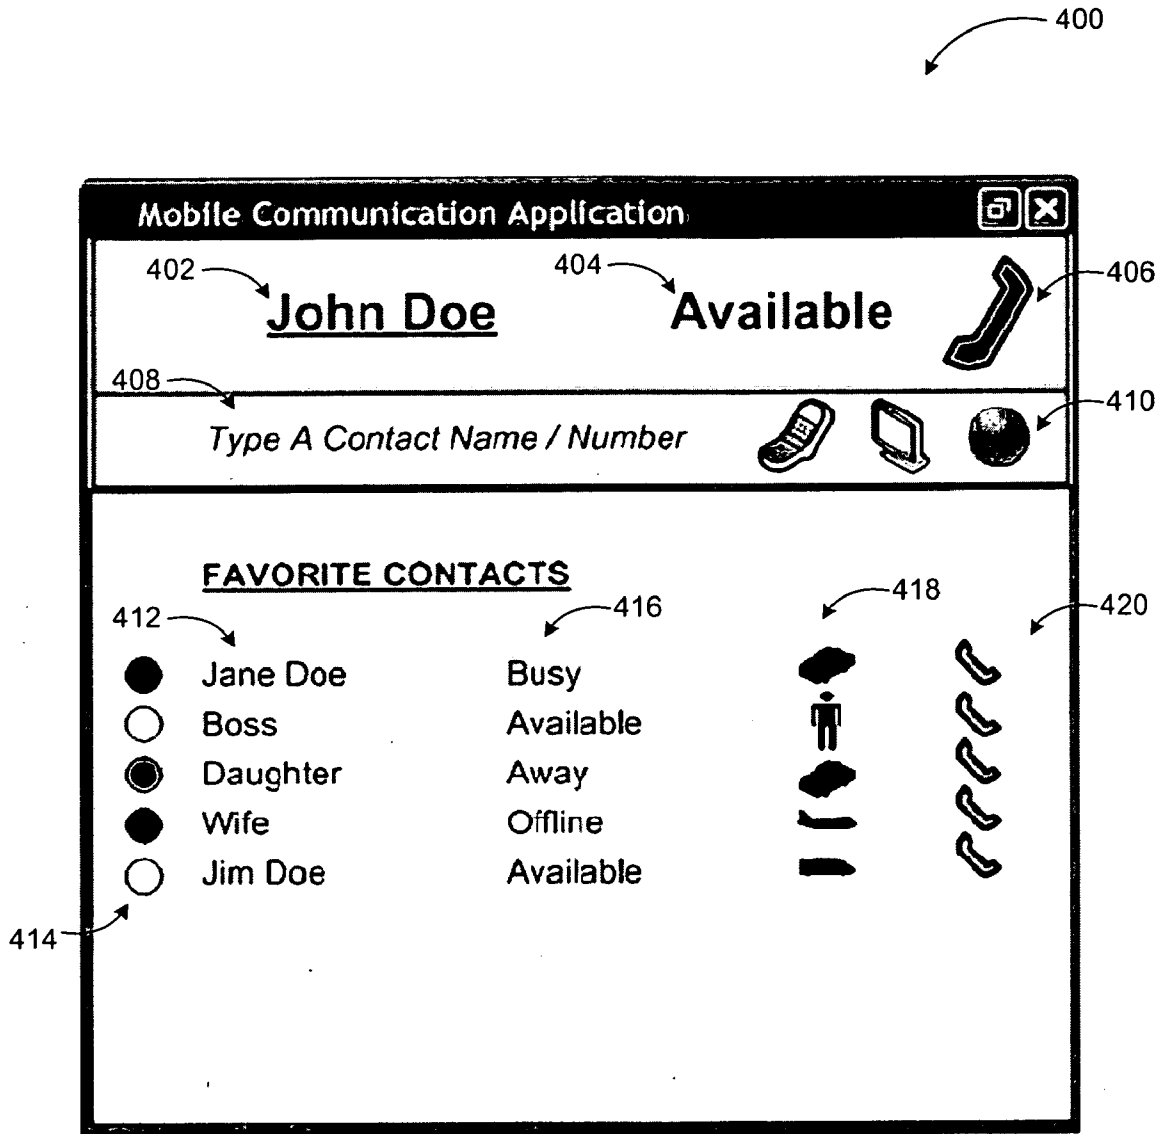 400
Mobile Communication Application
402
404
406
John Doe
Available
408
410
Type A Contact Name / Number
FAVORITE CONTACTS
412
416
418
420
Jane Doe Busy
Boss Available
Daughter Away
Wife Offline
Jim Doe Available
414